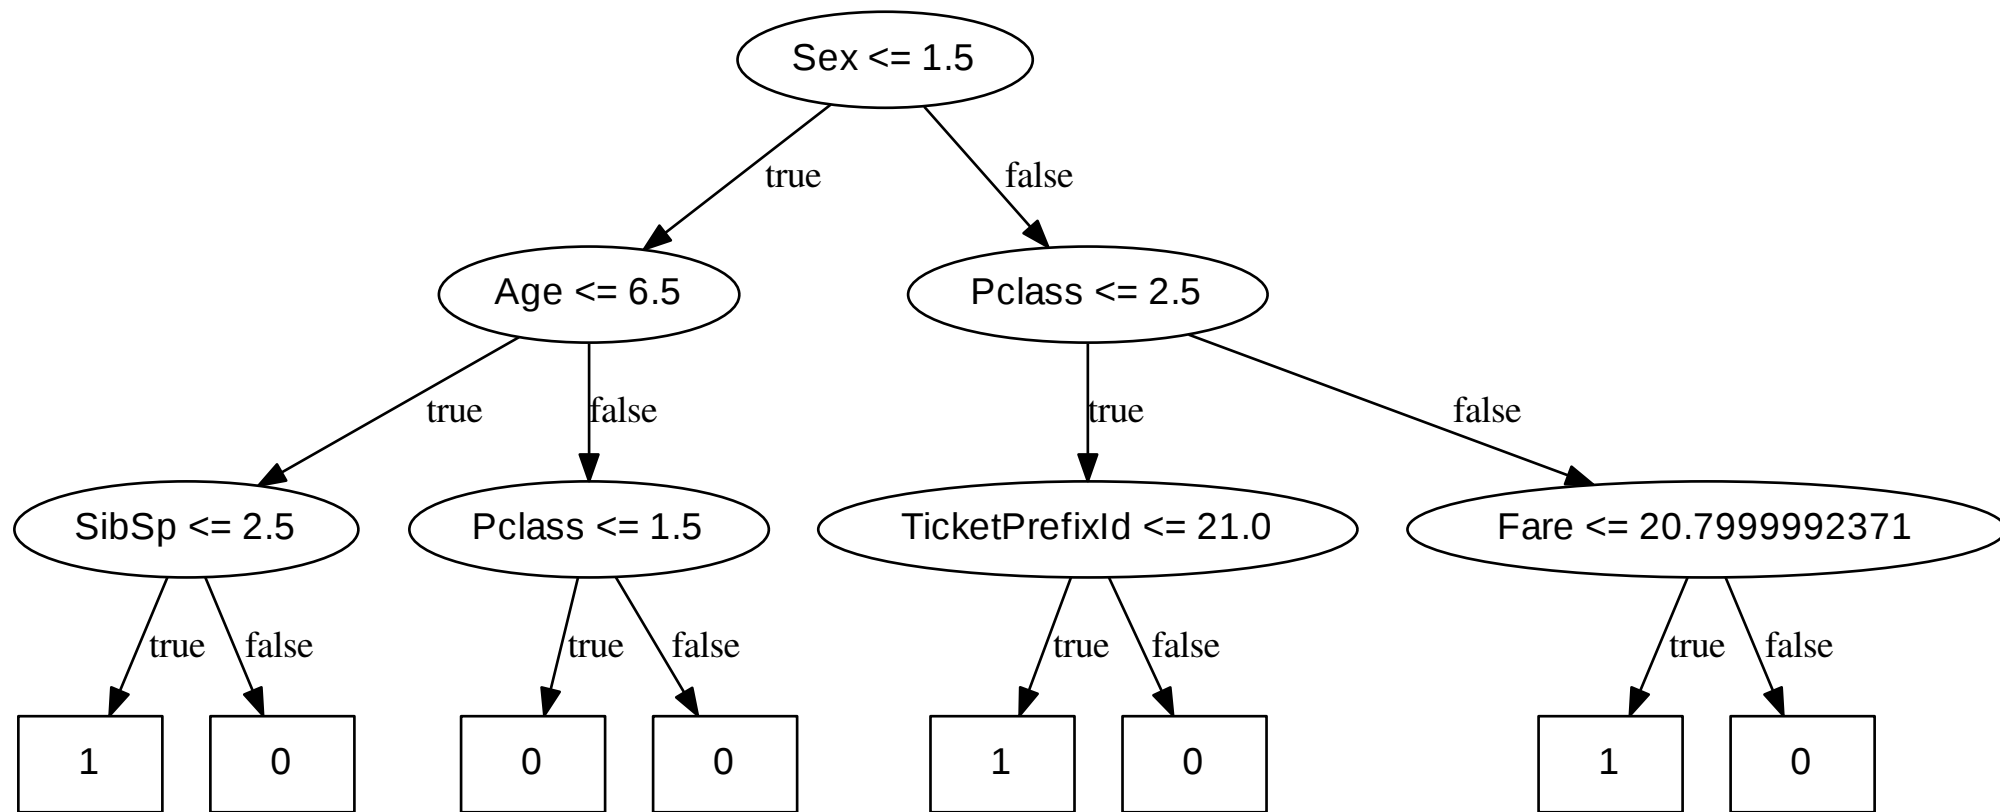 Sex <= 1.5
true
false
Age <= 6.5
Pclass <= 2.5
true
false
true
false
SibSp <= 2.5
Pclass <= 1.5
TicketPrefixId <= 21.0
Fare <= 20.7999992371
true
false
true
false
true
false
true
false
1
0
0
0
1
0
1
0